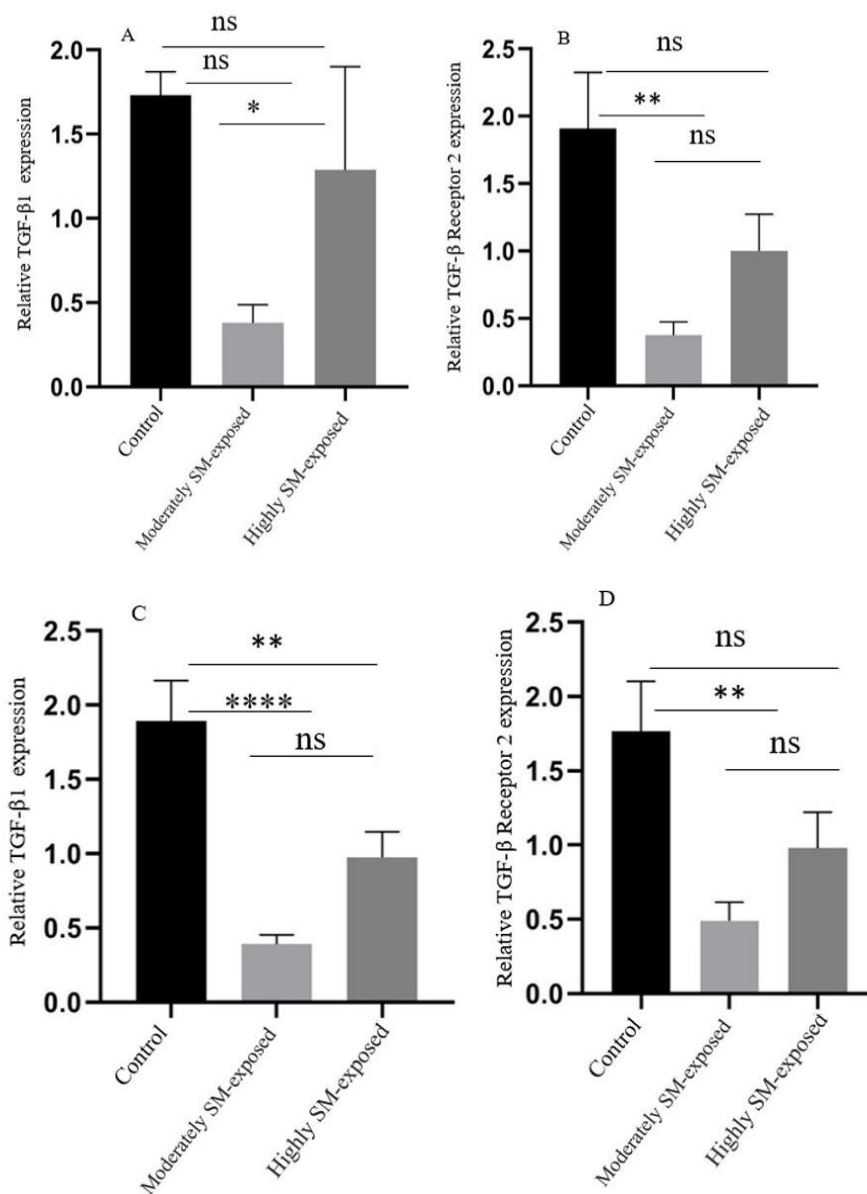 A
ns
ns
*
Relative TGF-β1 expression
2.0
1.5
1.0
0.5
0.0
Control
Moderately SM-exposed
Highly SM-exposed
B
ns
**
ns
Relative TGF-β Receptor 2 expression
2.5
2.0
1.5
1.0
0.5
0.0
Control
Moderately SM-exposed
Highly SM-exposed
C
**
****
ns
Relative TGF-β1 expression
2.5
2.0
1.5
1.0
0.5
0.0
Control
Moderately SM-exposed
Highly SM-exposed
D
ns
**
ns
Relative TGF-β Receptor 2 expression
2.5
2.0
1.5
1.0
0.5
0.0
Control
Moderately SM-exposed
Highly SM-exposed